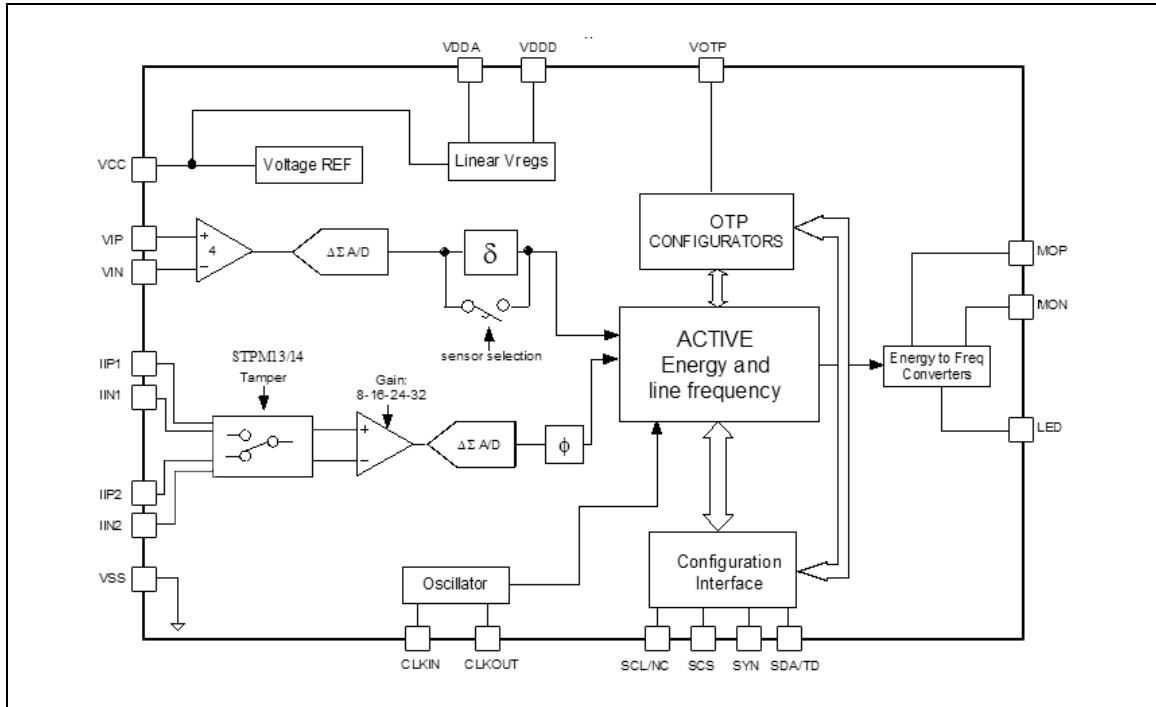 VDDA
VDDD
VOTP
VCC
Voltage REF
Linear Vregs
OTP
CONFIGURATORS
VIP
VIN
+
4
−
ΔΣ A/D
δ
sensor selection
MOP
MON
ACTIVE
Energy and
line frequency
Energy to Freq
Converters
LED
IIP1
IIN1
STPM13/14
Tamper
Gain:
8-16-24-32
+
−
ΔΣ A/D
ϕ
IIP2
IIN2
VSS
Oscillator
Configuration
Interface
CLKIN
CLKOUT
SCL/NC
SCS
SYN
SDA/TD